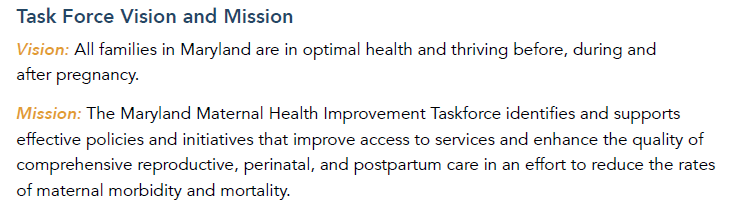 Task Force Vision and Mission
Vision: All families in Maryland are in optimal health and thriving before, during and
after pregnancy.
Mission: The Maryland Maternal Health Improvement Taskforce identifies and supports
effective policies and initiatives that improve access to services and enhance the quality of
comprehensive reproductive, perinatal, and postpartum care in an effort to reduce the rates
of maternal morbidity and mortality.